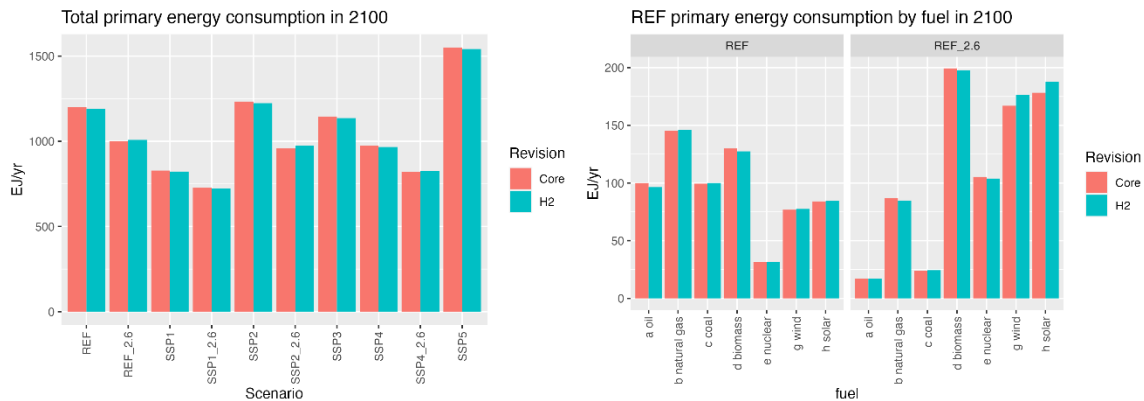 Total primary energy consumption in 2100
EJ/yr
1500
1000
500
0
REF
REF_2.6
SSP1
SSP1_2.6
SSP2
SSP2_2.6
SSP3
SSP4
SSP4_2.6
SSP5
Scenario
Revision
Core
H2
REF primary energy consumption by fuel in 2100
REF
REF_2.6
EJ/yr
200
150
100
50
0
a oil
b natural gas
c coal
d biomass
e nuclear
g wind
h solar
a oil
b natural gas
c coal
d biomass
e nuclear
g wind
h solar
fuel
Revision
Core
H2